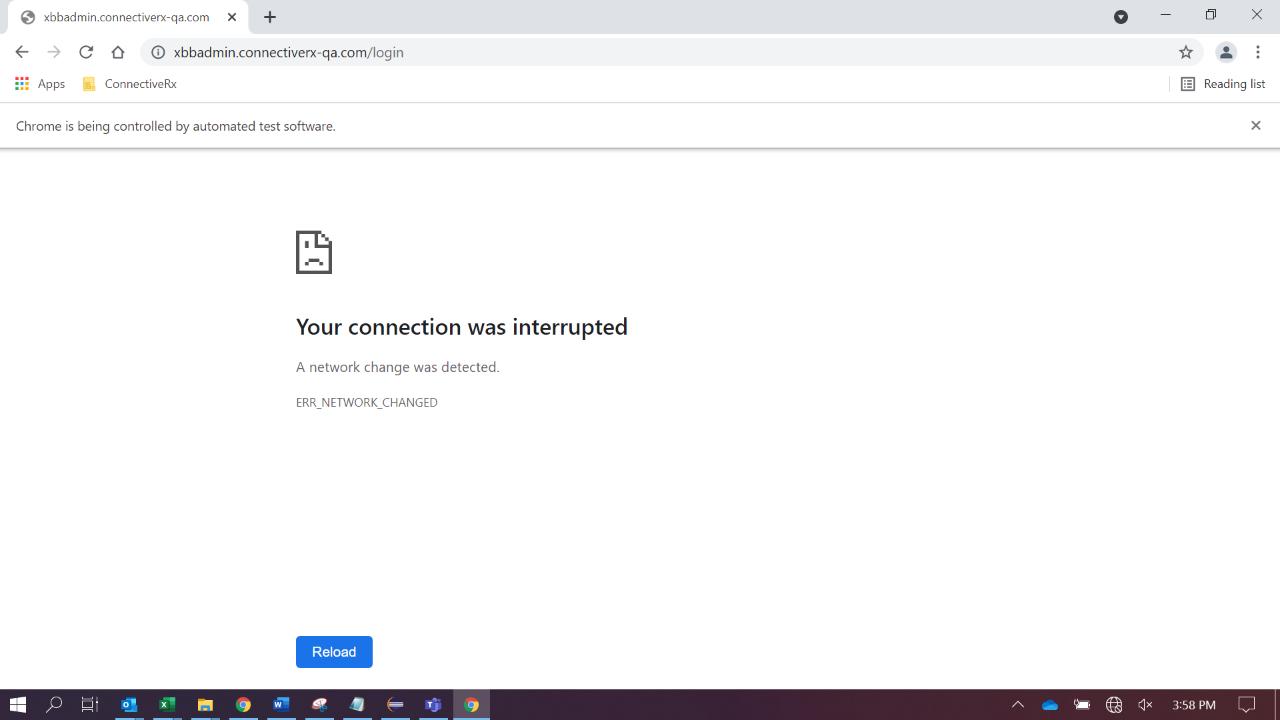 xbbadmin.connectiverx-qa.com
xbbadmin.connectiverx-qa.com/login
Apps
ConnectiveRx
Reading list
Chrome is being controlled by automated test software.
Your connection was interrupted
A network change was detected.
ERR_NETWORK_CHANGED
Reload
3:58 PM